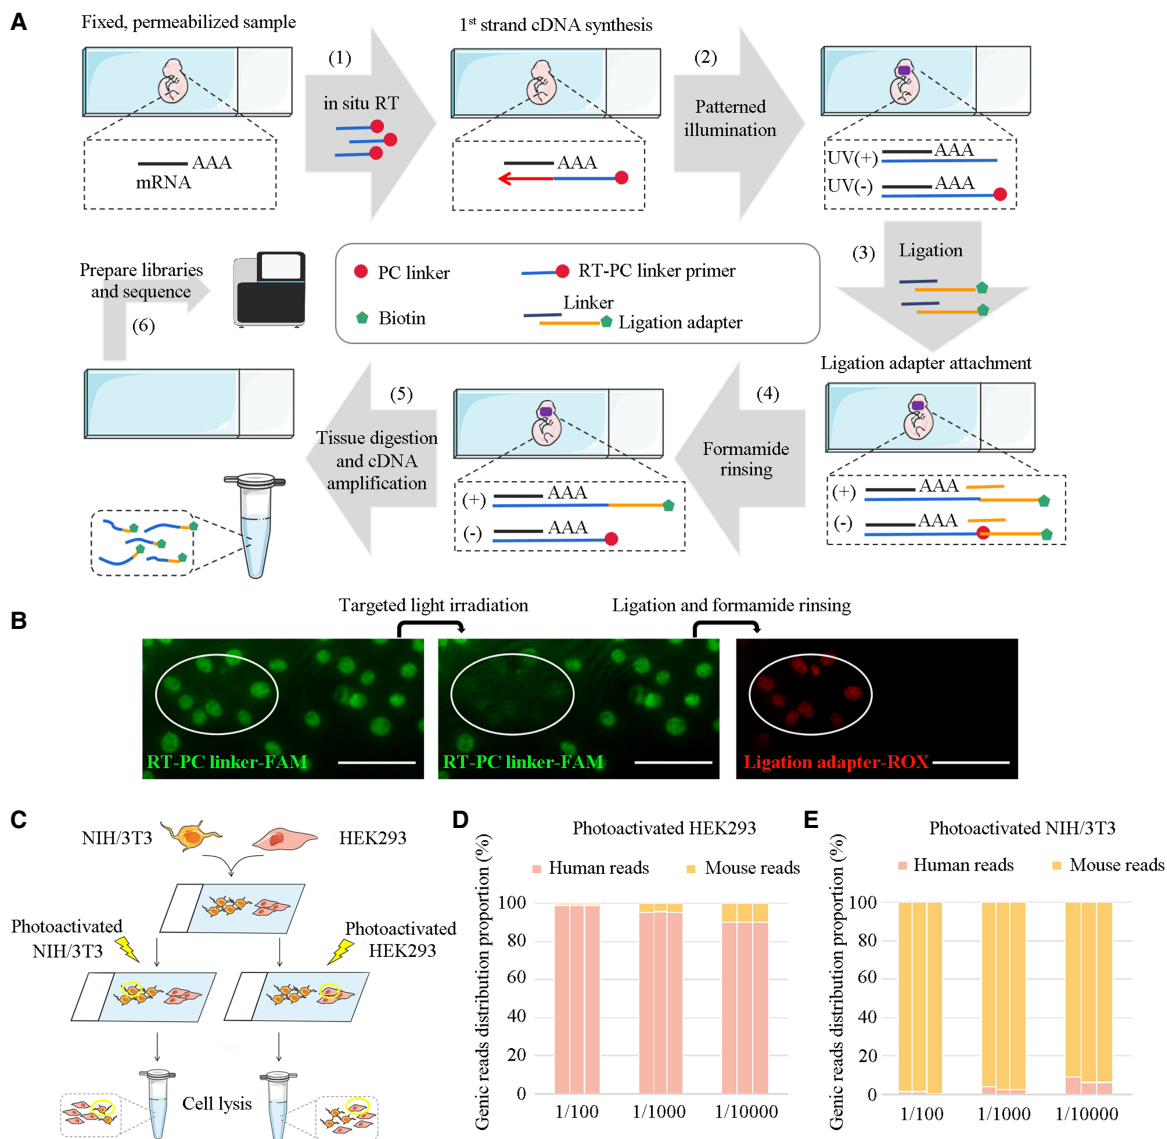 A
Fixed, permeabilized sample
AAA
mRNA
(1)
in situ RT
1st strand cDNA synthesis
AAA
(2)
Patterned
illumination
UV(+)
AAA
UV(-)
AAA
(3)
Ligation
PC linker
RT-PC linker primer
Biotin
Linker
Ligation adapter
Prepare libraries
and sequence
(6)
Ligation adapter attachment
(+)
AAA
(-)
AAA
(4)
Formamide
rinsing
(+)
AAA
(-)
AAA
(5)
Tissue digestion
and cDNA
amplification
B
Targeted light irradiation
Ligation and formamide rinsing
RT-PC linker-FAM
RT-PC linker-FAM
Ligation adapter-ROX
C
NIH/3T3
HEK293
Photoactivated
NIH/3T3
Photoactivated
HEK293
Cell lysis
D
Photoactivated HEK293
Human reads
Mouse reads
Genic reads distribution proportion (%)
100
80
60
40
20
0
1/100
1/1000
1/10000
E
Photoactivated NIH/3T3
Human reads
Mouse reads
Genic reads distribution proportion (%)
100
80
60
40
20
0
1/100
1/1000
1/10000